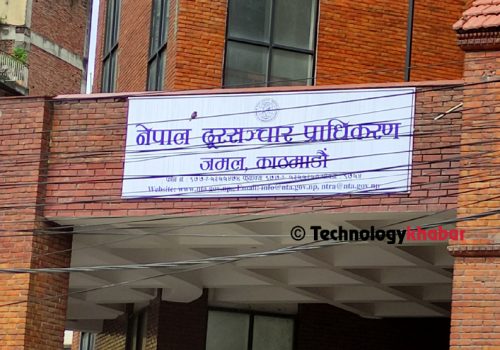 नेपाल दूरसञ्चार प्राधिकरण
जमल, काठमाडौं
Website: www.nta.gov.np, Email: info@nta.gov.np, ntra@nta.gov.np
© Technologykhabar